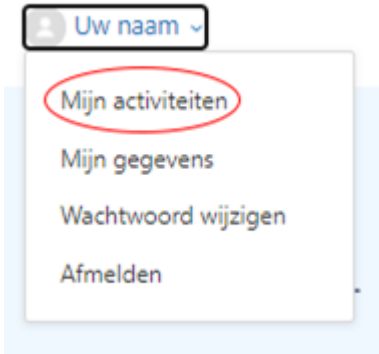 Uw naam
Mijn activiteiten
Mijn gegevens
Wachtwoord wijzigen
Afmelden